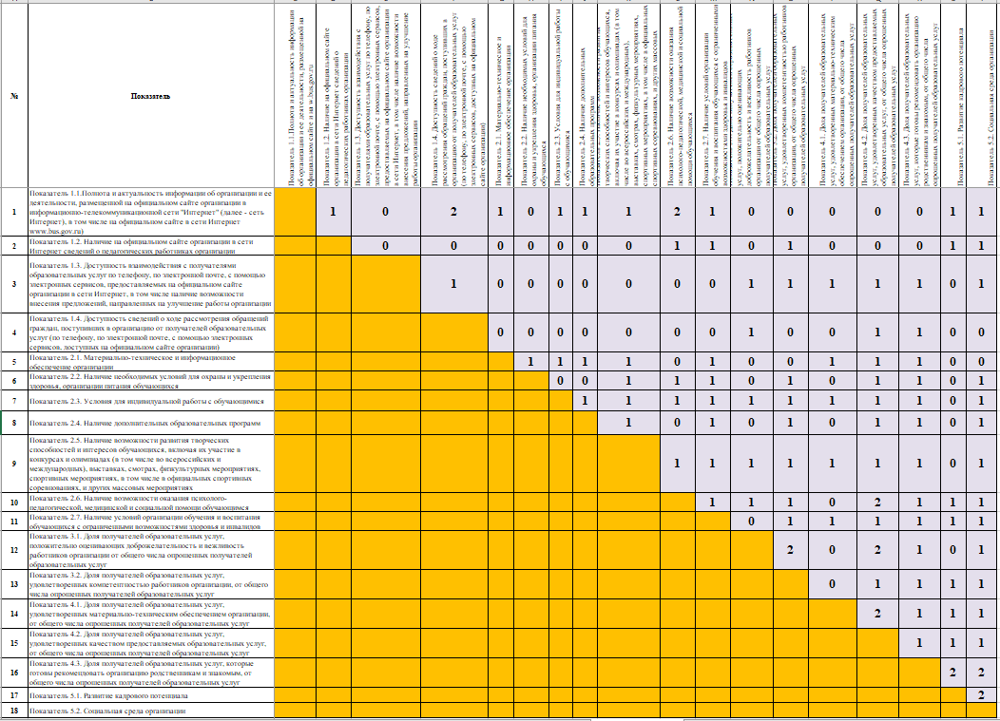 №
Показатель
Показатель 1.1.Полнота и актуальность информации
об организации и ее деятельности, размещенной на
официальном сайте и на www.bus.gov.ru
Показатель 1.2. Наличие на официальном сайте
организации в сети Интернет сведений о
педагогических работниках организации
Показатель 1.3. Доступность взаимодействия с
получателями образовательных услуг по телефону, по
электронной почте, с помощью электронных сервисов,
предоставляемых на официальном сайте организации
в сети Интернет, в том числе наличие возможности
внесения предложений, направленных на улучшение
работы организации
Показатель 1.4. Доступность сведений о ходе
рассмотрения обращений граждан, поступивших в
организацию от получателей образовательных услуг
(по телефону, по электронной почте, с помощью
электронных сервисов, доступных на официальном
сайте организации)
Показатель 2.1. Материально-техническое и
информационное обеспечение организации
Показатель 2.2. Наличие необходимых условий для
охраны и укрепления здоровья, организации питания
обучающихся
Показатель 2.3. Условия для индивидуальной работы
с обучающимися
Показатель 2.4. Наличие дополнительных
образовательных программ
творческих способностей и интересов обучающихся,
включая их участие в конкурсах и олимпиадах (в том
числе во всероссийских и международных),
выставках, смотрах, физкультурных мероприятиях,
спортивных мероприятиях, в том числе в официальных
спортивных соревнованиях, и других массовых
Показатель 2.6. Наличие возможности оказания
психолого-педагогической, медицинской и социальной
помощи обучающимся
Показатель 2.7. Наличие условий организации
обучения и воспитания обучающихся с ограниченными
возможностями здоровья и инвалидов
услуг, положительно оценивающих
доброжелательность и вежливость работников
организации от общего числа опрошенных
получателей образовательных услуг
услуг, удовлетворенных компетентностью работников
организации, от общего числа опрошенных
получателей образовательных услуг
Показатель 4.1. Доля получателей образовательных
услуг, удовлетворенных материально-техническим
обеспечением организации, от общего числа
опрошенных получателей образовательных услуг
Показатель 4.2. Доля получателей образовательных
услуг, удовлетворенных качеством предоставляемых
образовательных услуг, от общего числа опрошенных
получателей образовательных услуг
Показатель 4.3. Доля получателей образовательных
услуг, которые готовы рекомендовать организацию
родственникам и знакомым, от общего числа
опрошенных получателей образовательных услуг
Показатель 5.1. Развитие кадрового потенциала
Показатель 5.2. Социальная среда организации
1
Показатель 1.1.Полнота и актуальность информации об организации и ее
деятельности, размещенной на официальном сайте организации в
информационно-телекоммуникационной сети "Интернет" (далее - сеть
Интернет), в том числе на официальном сайте в сети Интернет
www.bus.gov.ru)
1 0 2 1 0 1 1 1 2 1 0 0 0 0 0 1 1
2
Показатель 1.2. Наличие на официальном сайте организации в сети
Интернет сведений о педагогических работниках организации
0 0 0 0 0 0 0 1 1 0 1 0 0 0 1 1
3
Показатель 1.3. Доступность взаимодействия с получателями
образовательных услуг по телефону, по электронной почте, с помощью
электронных сервисов, предоставляемых на официальном сайте
организации в сети Интернет, в том числе наличие возможности
внесения предложений, направленных на улучшение работы организации
1 0 0 0 0 0 0 0 1 1 1 1 1 0 1
4
Показатель 1.4. Доступность сведений о ходе рассмотрения обращений
граждан, поступивших в организацию от получателей образовательных
услуг (по телефону, по электронной почте, с помощью электронных
сервисов, доступных на официальном сайте организации)
0 0 0 0 0 0 0 1 0 0 1 1 0 0
5
Показатель 2.1. Материально-техническое и информационное
обеспечение организации
1 1 1 1 0 1 0 0 1 1 1 0 0
6
Показатель 2.2. Наличие необходимых условий для охраны и укрепления
здоровья, организации питания обучающихся
0 0 1 1 1 0 1 0 1 1 0 1
7
Показатель 2.3. Условия для индивидуальной работы с обучающимися
1 1 1 1 1 1 1 1 1 0 1
8
Показатель 2.4. Наличие дополнительных образовательных программ
1 0 1 0 1 0 1 1 0 1
9
Показатель 2.5. Наличие возможности развития творческих
способностей и интересов обучающихся, включая их участие в
конкурсах и олимпиадах (в том числе во всероссийских и
международных), выставках, смотрах, физкультурных мероприятиях,
спортивных мероприятиях, в том числе в официальных спортивных
соревнованиях, и других массовых мероприятиях
1 1 1 1 1 1 1 0 1
10
Показатель 2.6. Наличие возможности оказания психолого-
педагогической, медицинской и социальной помощи обучающимся
1 1 1 0 2 1 1 1
11
Показатель 2.7. Наличие условий организации обучения и воспитания
обучающихся с ограниченными возможностями здоровья и инвалидов
0 1 1 1 1 1 1
12
Показатель 3.1. Доля получателей образовательных услуг,
положительно оценивающих доброжелательность и вежливость
работников организации от общего числа опрошенных получателей
образовательных услуг
2 0 2 1 0 1
13
Показатель 3.2. Доля получателей образовательных услуг,
удовлетворенных компетентностью работников организации, от общего
числа опрошенных получателей образовательных услуг
0 1 1 1 1
14
Показатель 4.1. Доля получателей образовательных услуг,
удовлетворенных материально-техническим обеспечением организации,
от общего числа опрошенных получателей образовательных услуг
2 1 1 1
15
Показатель 4.2. Доля получателей образовательных услуг,
удовлетворенных качеством предоставляемых образовательных услуг,
от общего числа опрошенных получателей образовательных услуг
1 1 1
16
Показатель 4.3. Доля получателей образовательных услуг, которые
готовы рекомендовать организацию родственникам и знакомым, от
общего числа опрошенных получателей образовательных услуг
2 2
17
Показатель 5.1. Развитие кадрового потенциала
2
18
Показатель 5.2. Социальная среда организации